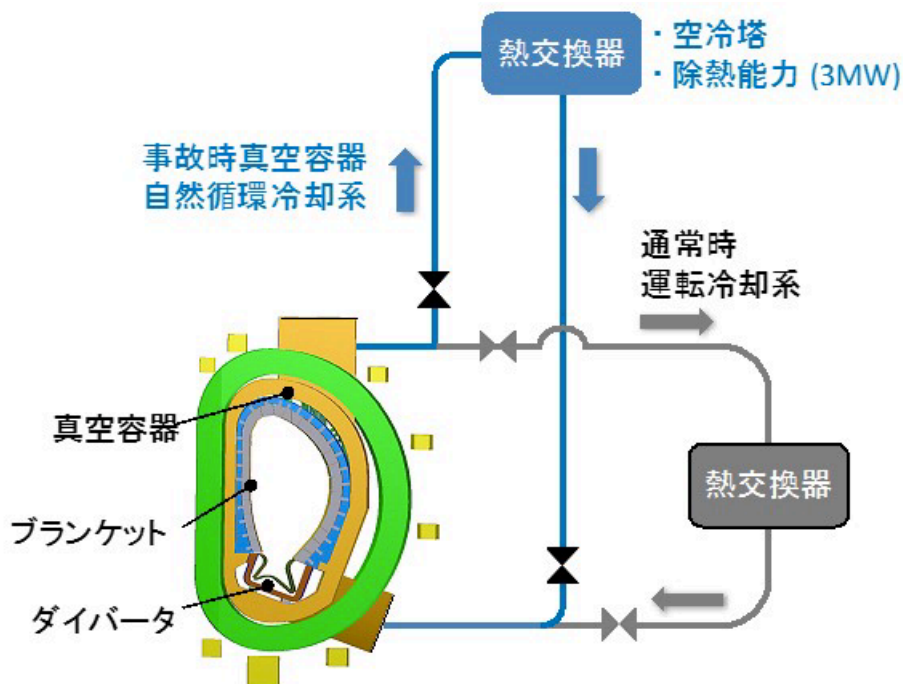 熱交換器
・空冷塔
・除熱能力 (3MW)
事故時真空容器
自然循環冷却系
通常時
運転冷却系
真空容器
熱交換器
ブランケット
ダイバータ